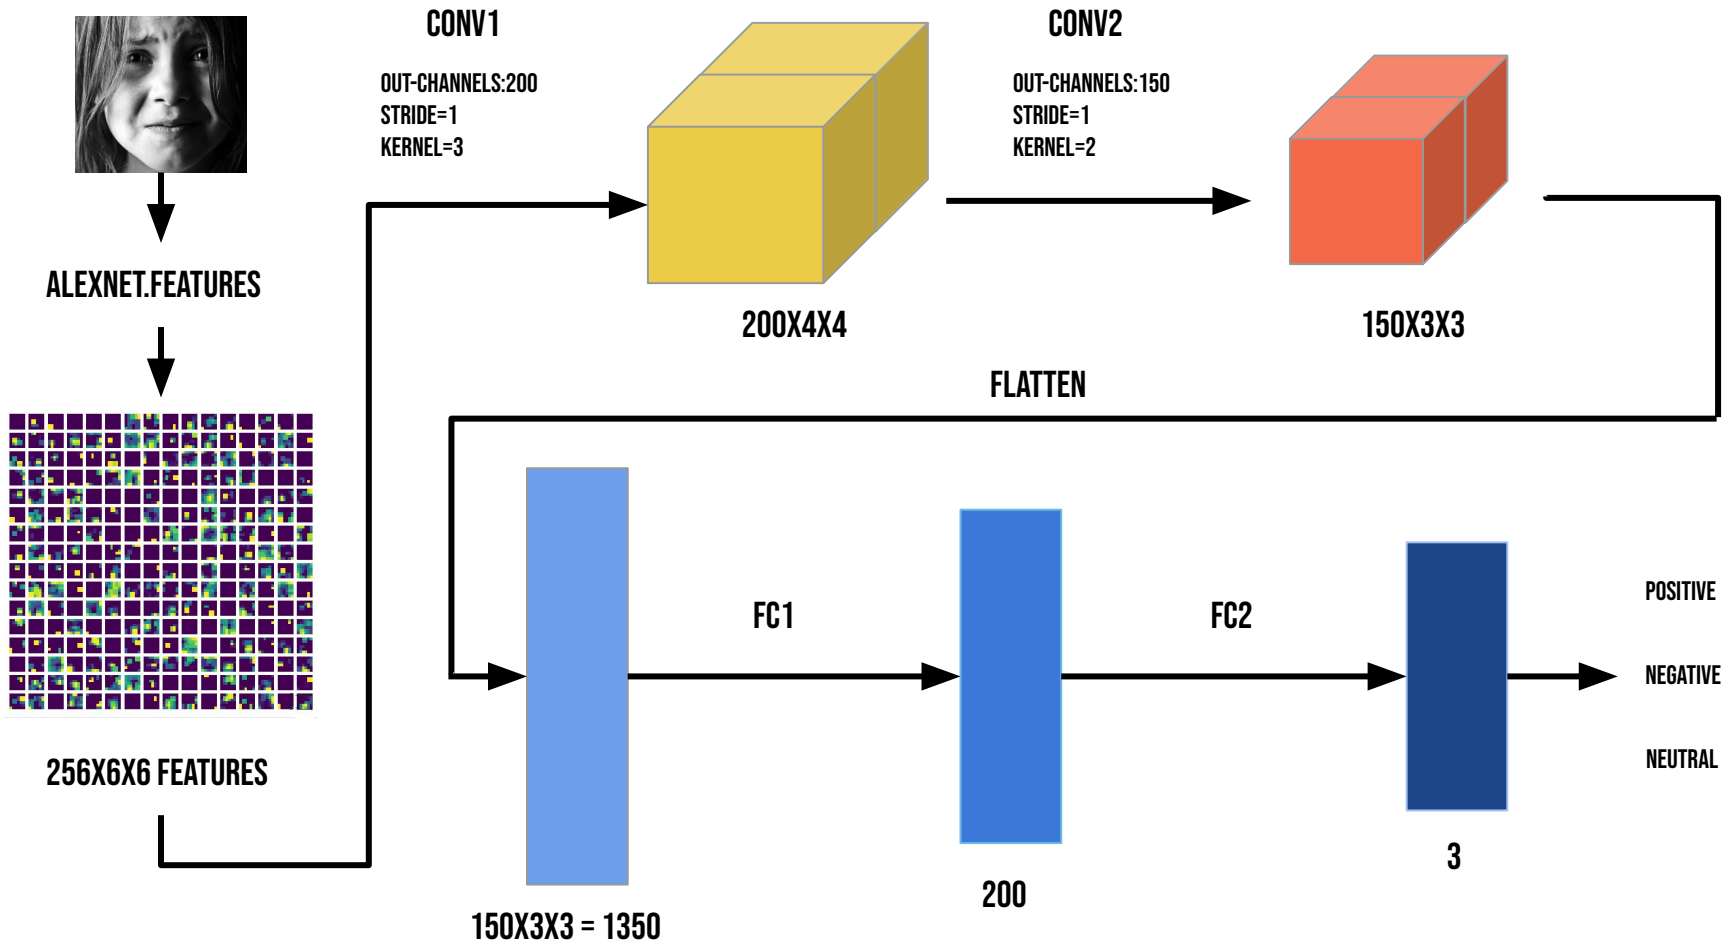 CONV1
OUT-CHANNELS:200
STRIDE=1
KERNEL=3
CONV2
OUT-CHANNELS:150
STRIDE=1
KERNEL=2
ALEXNET.FEATURES
200X4X4
150X3X3
FLATTEN
256X6X6 FEATURES
FC1
FC2
POSITIVE
NEGATIVE
NEUTRAL
150X3X3 = 1350
200
3